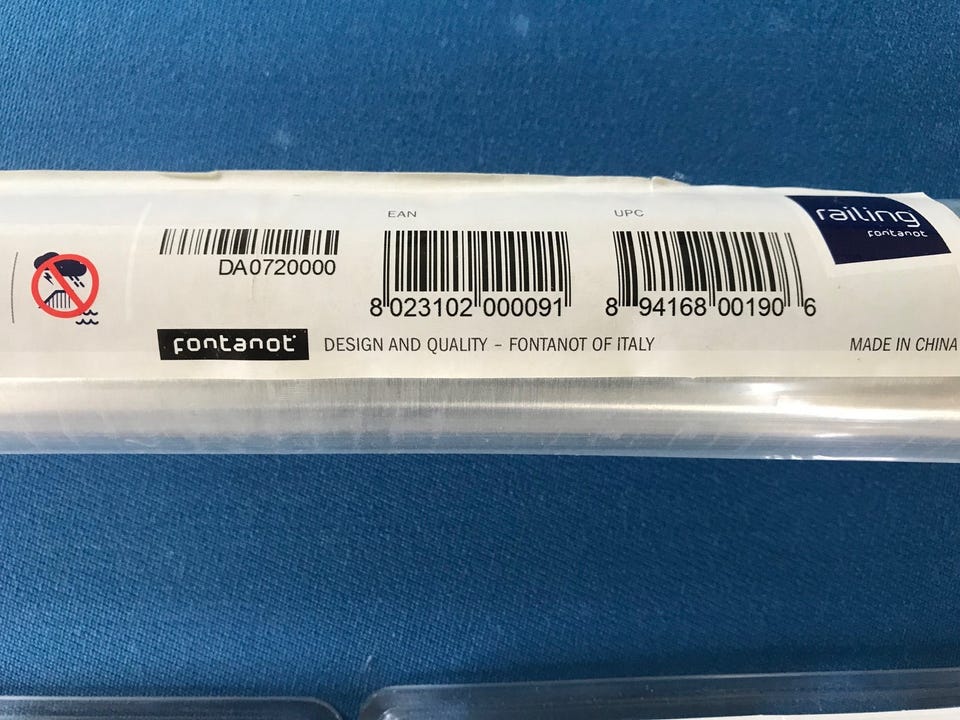 EAN
UPC
railing
fontanot
DA0720000
8 023102 000091
8 94168 00190 6
fontanot
DESIGN AND QUALITY - FONTANOT OF ITALY
MADE IN CHINA